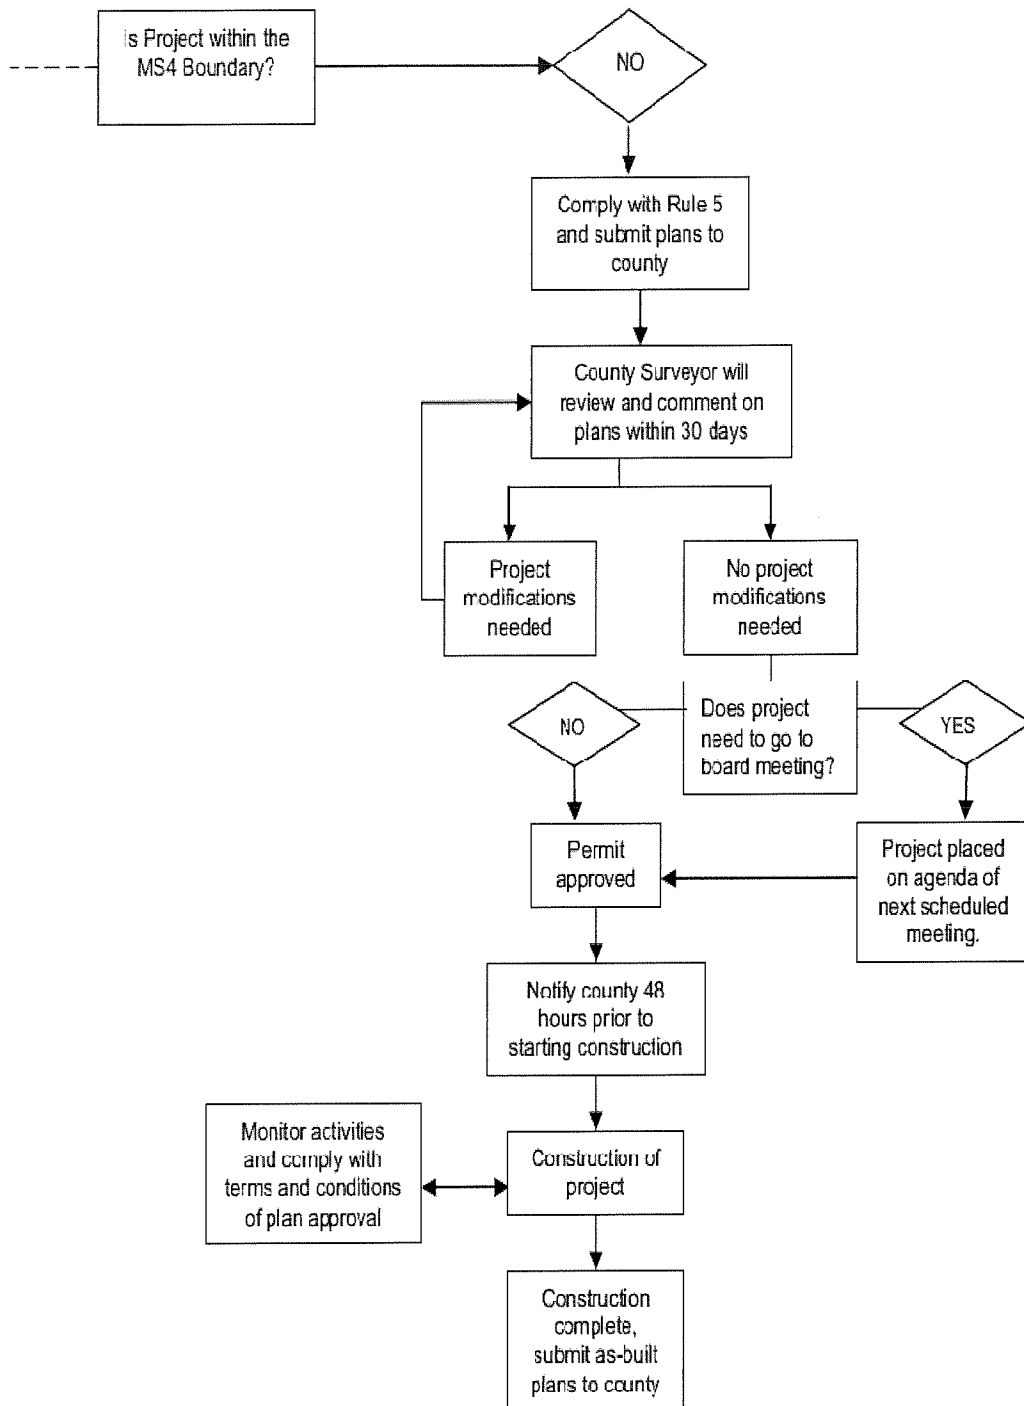 Is Project within the
MS4 Boundary?
NO
Comply with Rule 5
and submit plans to
county
County Surveyor will
review and comment on
plans within 30 days
Project
modifications
needed
No project
modifications
needed
NO
Does project
need to go to
board meeting?
YES
Permit
approved
Project placed
on agenda of
next scheduled
meeting.
Notify county 48
hours prior to
starting construction
Monitor activities
and comply with
terms and conditions
of plan approval
Construction of
project
Construction
complete,
submit as-built
plans to county